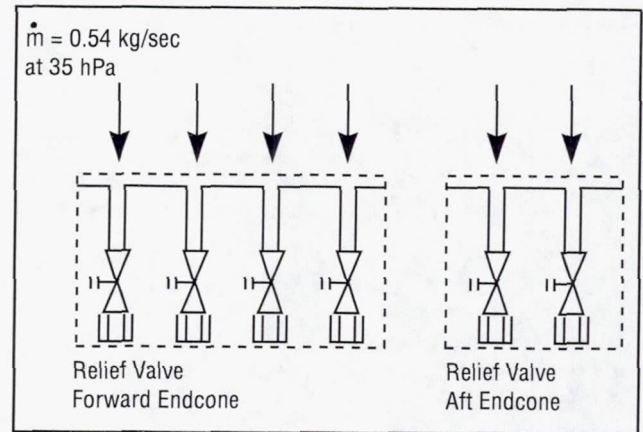 ṁ = 0.54 kg/sec
at 35 hPa
Relief Valve
Forward Endcone
Relief Valve
Aft Endcone